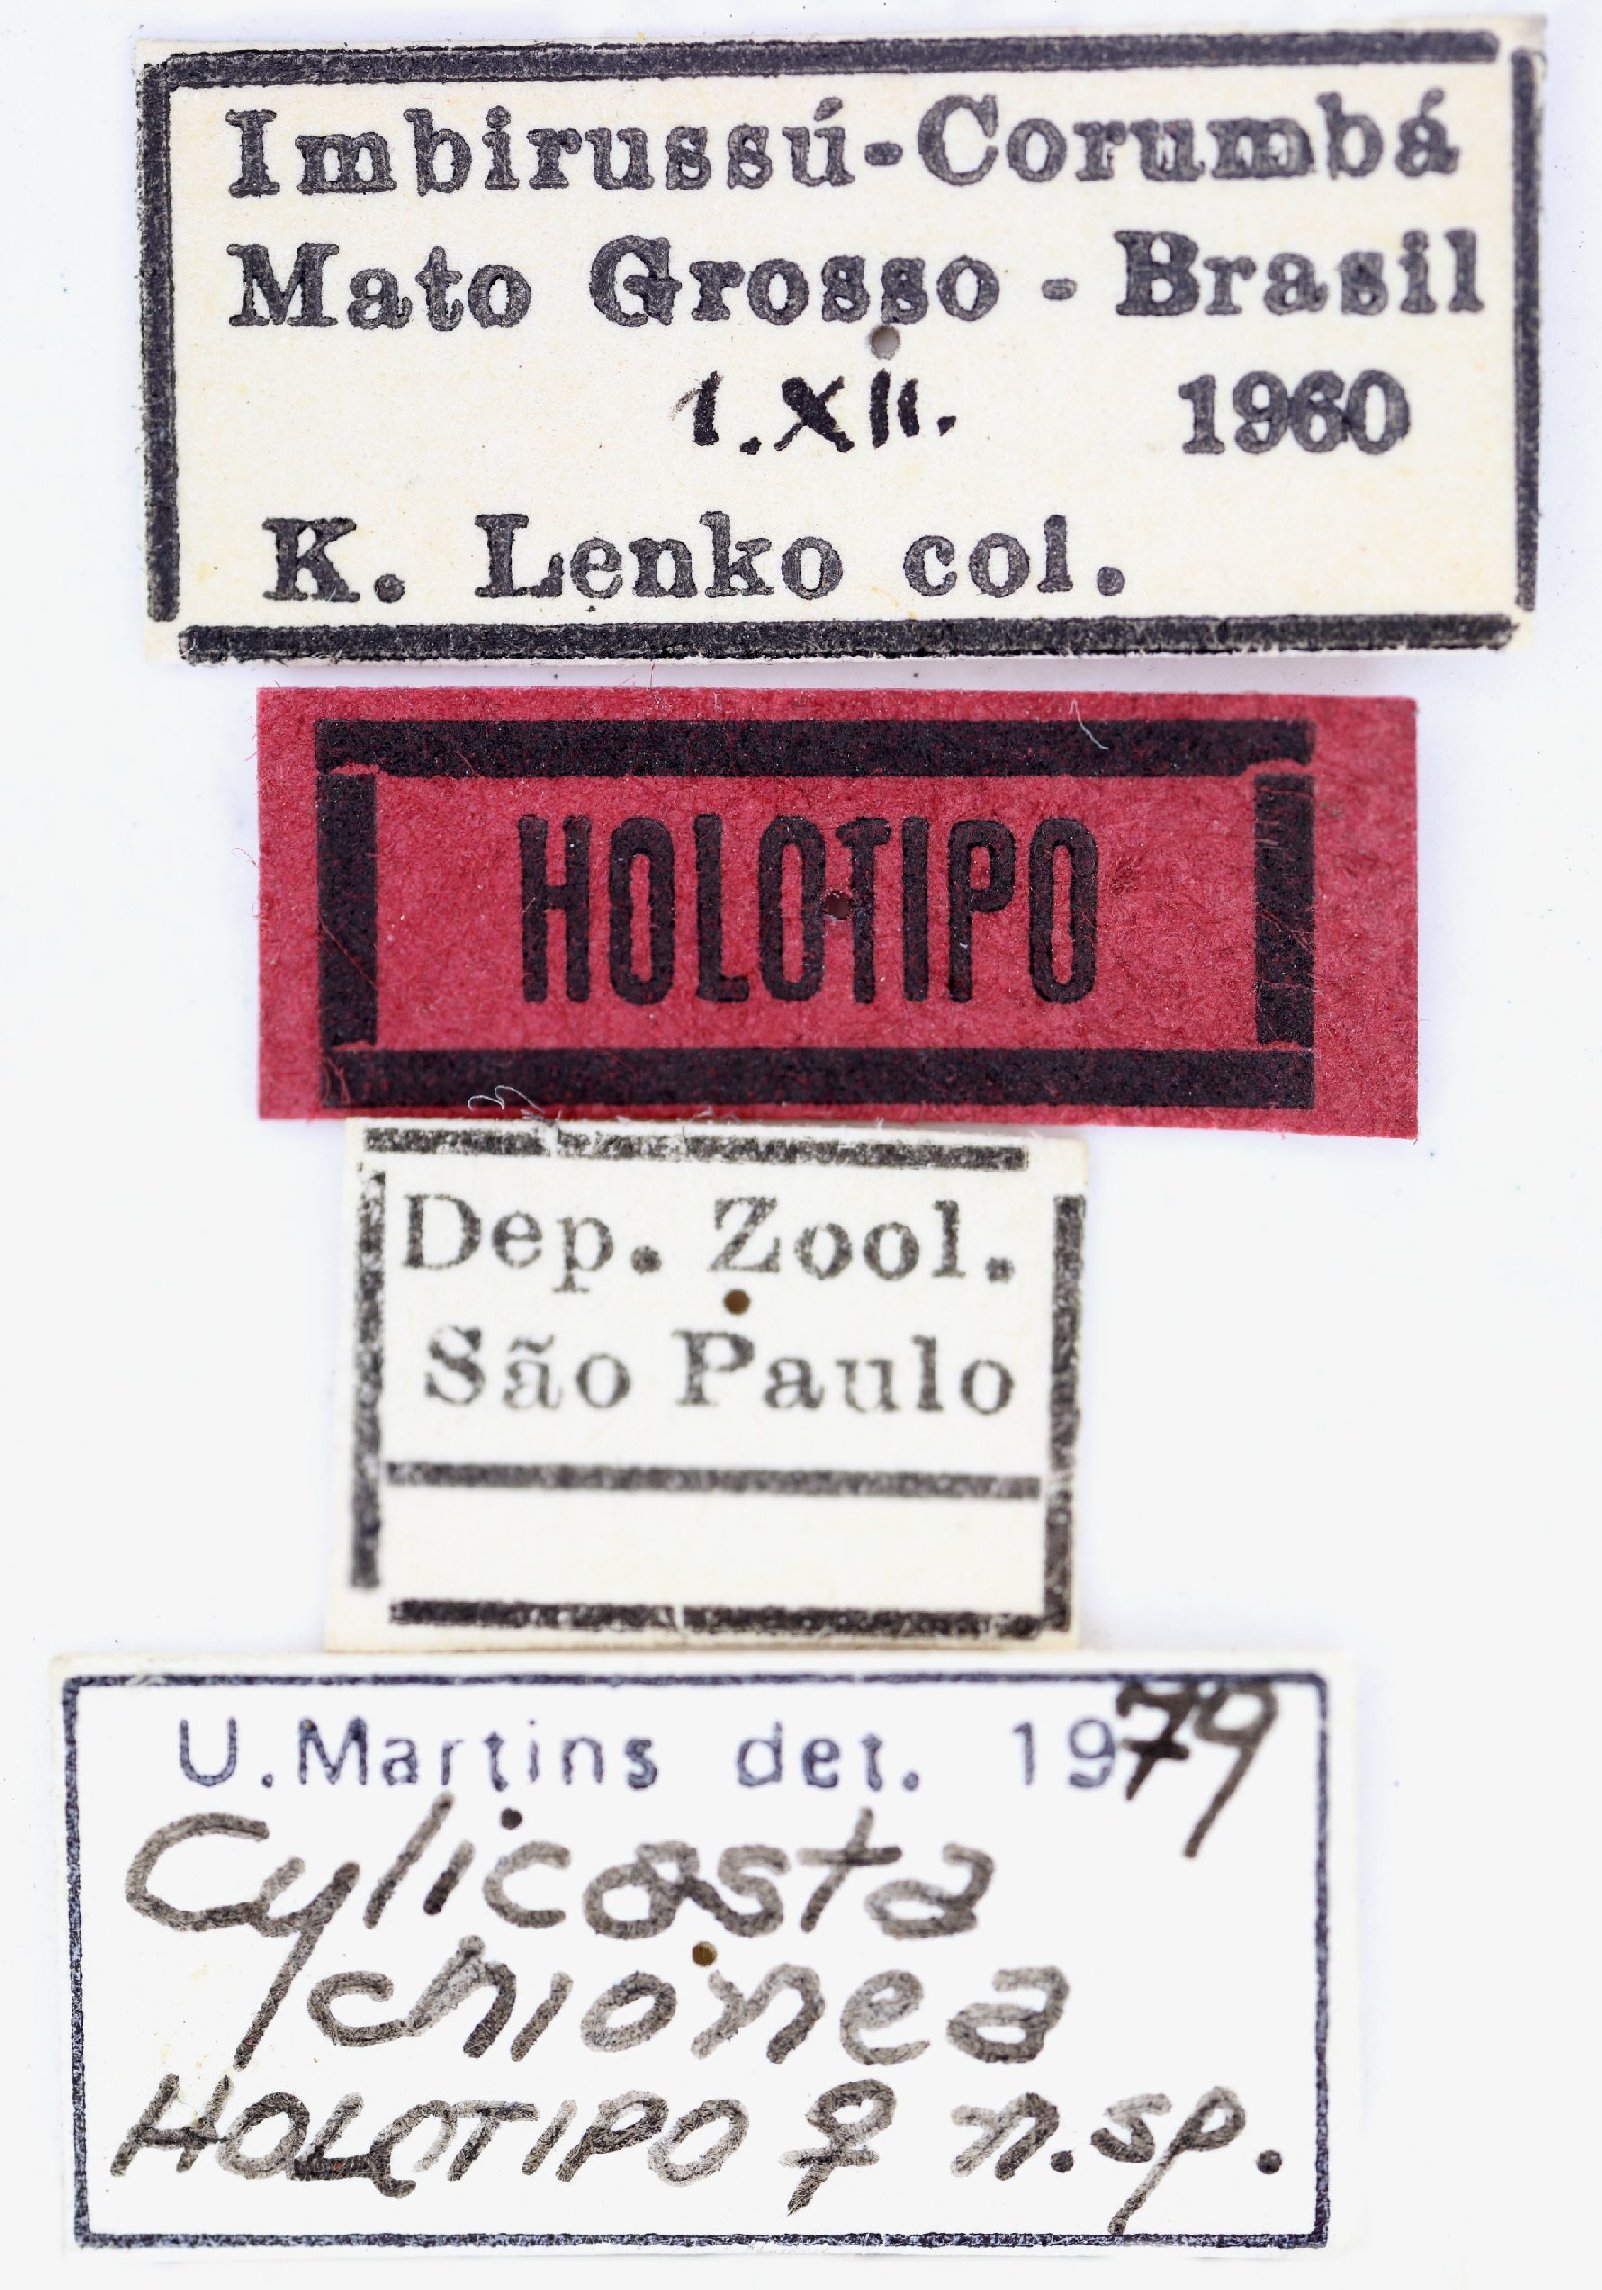 Imbirussú-Corumbá
Mato Grosso - Brasil
1.XII. 1960
K. Lenko col.
HOLOTIPO
Dep. Zool.
São Paulo
U. Martins det. 1979
Cylicasta
chionea
HOLOTIPO ♀ n.sp.